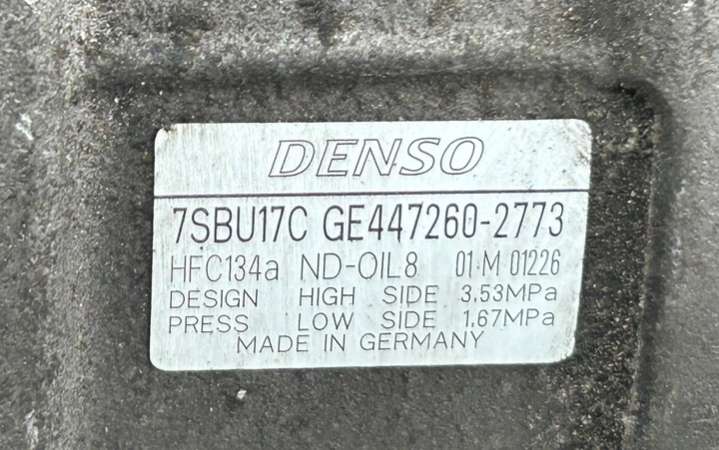 DENSO
7SBU17C GE447260-2773
HFC134a ND-OIL8 01·M 01226
DESIGN HIGH SIDE 3.53MPa
PRESS LOW SIDE 1.67MPa
MADE IN GERMANY